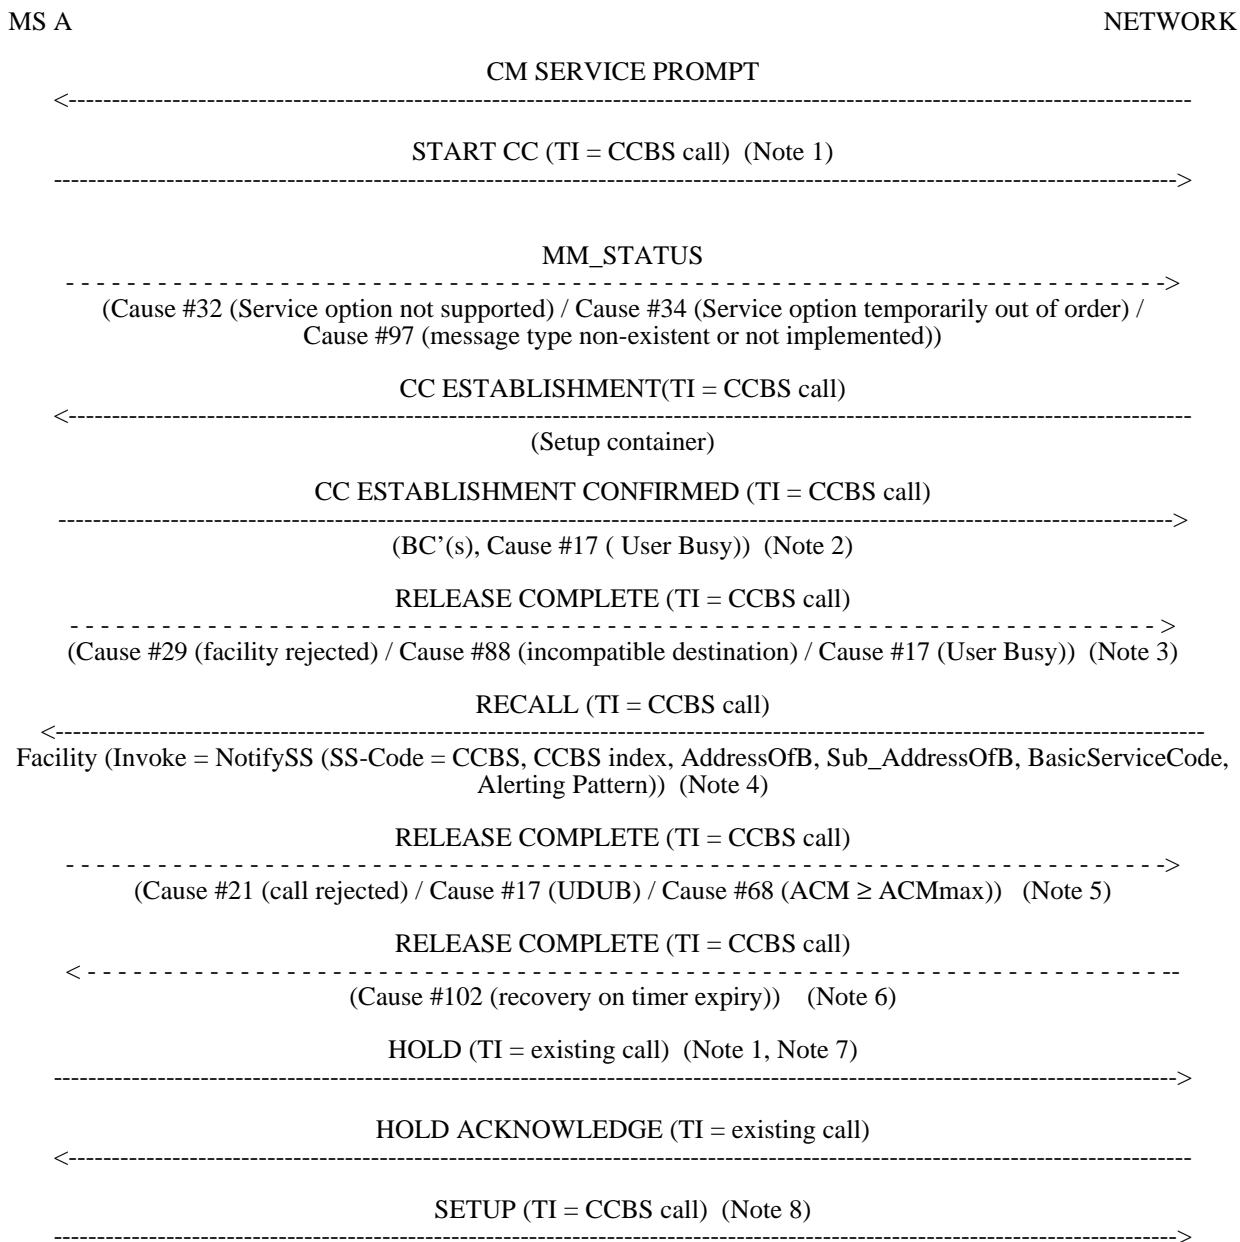 MS A NETWORK
CM SERVICE PROMPT
<----------------------------------------------------------------------------------------------------------------------------------
START CC (TI = CCBS call) (Note 1)
---------------------------------------------------------------------------------------------------------------------------------->
MM_STATUS
- - - - - - - - - - - - - - - - - - - - - - - - - - - - - - - - - - - - - - - - - - - - - - - - - - - - - - - - - - - - - - - - - - - - - - - ->
(Cause #32 (Service option not supported) / Cause #34 (Service option temporarily out of order) /
Cause #97 (message type non-existent or not implemented))
CC ESTABLISHMENT(TI = CCBS call)
<----------------------------------------------------------------------------------------------------------------------------------
(Setup container)
CC ESTABLISHMENT CONFIRMED (TI = CCBS call)
--------------------------------------------------------------------------------------------------------------------------------->
(BC’(s), Cause #17 ( User Busy)) (Note 2)
RELEASE COMPLETE (TI = CCBS call)
- - - - - - - - - - - - - - - - - - - - - - - - - - - - - - - - - - - - - - - - - - - - - - - - - - - - - - - - - - - - - - - - - - - - - - - >
(Cause #29 (facility rejected) / Cause #88 (incompatible destination) / Cause #17 (User Busy)) (Note 3)
RECALL (TI = CCBS call)
<-------------------------------------------------------------------------------------------------------------------------------------
Facility (Invoke = NotifySS (SS-Code = CCBS, CCBS index, AddressOfB, Sub_AddressOfB, BasicServiceCode,
Alerting Pattern)) (Note 4)
RELEASE COMPLETE (TI = CCBS call)
- - - - - - - - - - - - - - - - - - - - - - - - - - - - - - - - - - - - - - - - - - - - - - - - - - - - - - - - - - - - - - - - - - - - - - - ->
(Cause #21 (call rejected) / Cause #17 (UDUB) / Cause #68 (ACM ≥ ACMmax)) (Note 5)
RELEASE COMPLETE (TI = CCBS call)
< - - - - - - - - - - - - - - - - - - - - - - - - - - - - - - - - - - - - - - - - - - - - - - - - - - - - - - - - - - - - - - - - - - - - - - --
(Cause #102 (recovery on timer expiry)) (Note 6)
HOLD (TI = existing call) (Note 1, Note 7)
---------------------------------------------------------------------------------------------------------------------------------->
HOLD ACKNOWLEDGE (TI = existing call)
<----------------------------------------------------------------------------------------------------------------------------------
SETUP (TI = CCBS call) (Note 8)
---------------------------------------------------------------------------------------------------------------------------------->